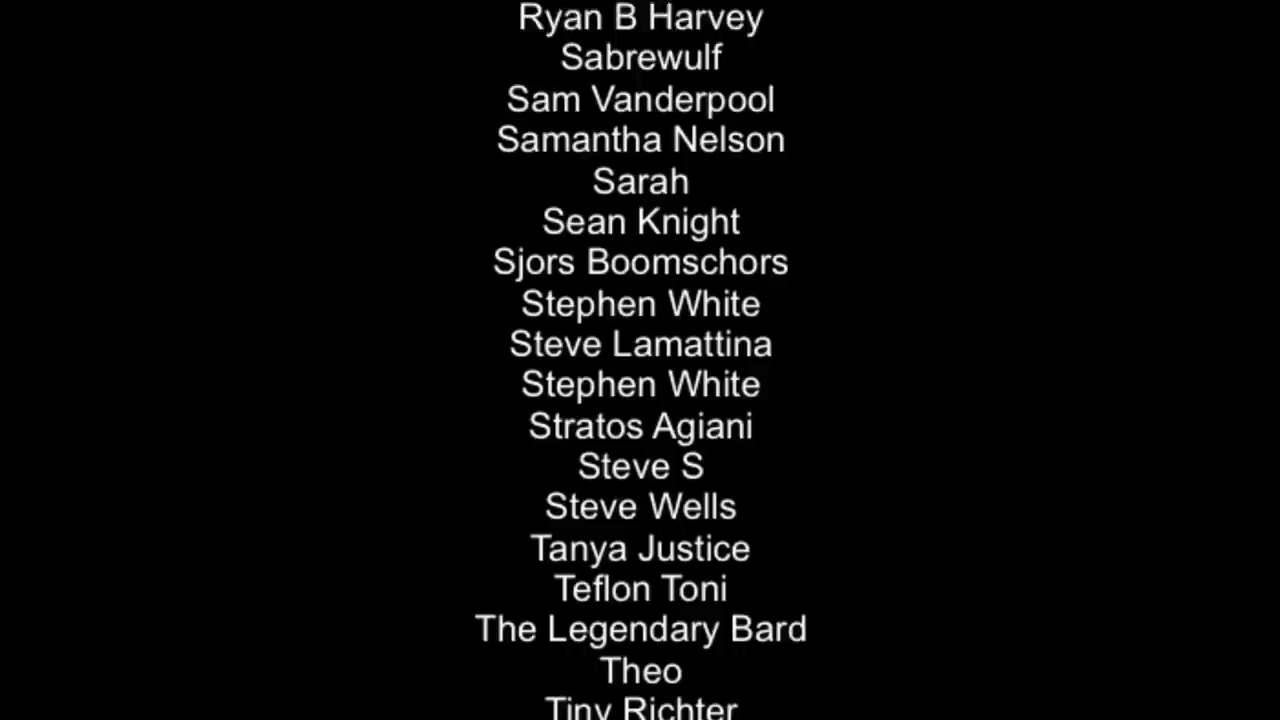 Ryan B Harvey
Sabrewulf
Sam Vanderpool
Samantha Nelson
Sarah
Sean Knight
Sjors Boomschors
Stephen White
Steve Lamattina
Stephen White
Stratos Agiani
Steve S
Steve Wells
Tanya Justice
Teflon Toni
The Legendary Bard
Theo
Tiny Richter